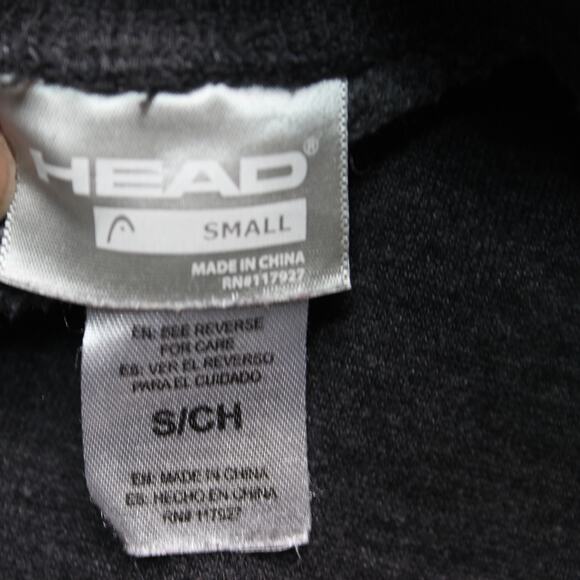 HEAD®
SMALL
MADE IN CHINA
RN#117927
EN: SEE REVERSE
FOR CARE
ES: VER EL REVERSO
PARA EL CUIDADO
S/CH
EN: MADE IN CHINA
ES: HECHO EN CHINA
RN# 117927